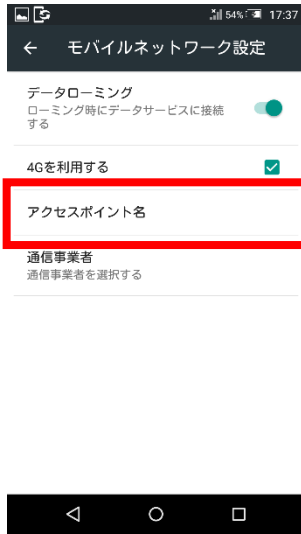 54% 17:37
モバイルネットワーク設定
データローミング
ローミング時にデータサービスに接続
する
4Gを利用する
アクセスポイント名
通信事業者
通信事業者を選択する